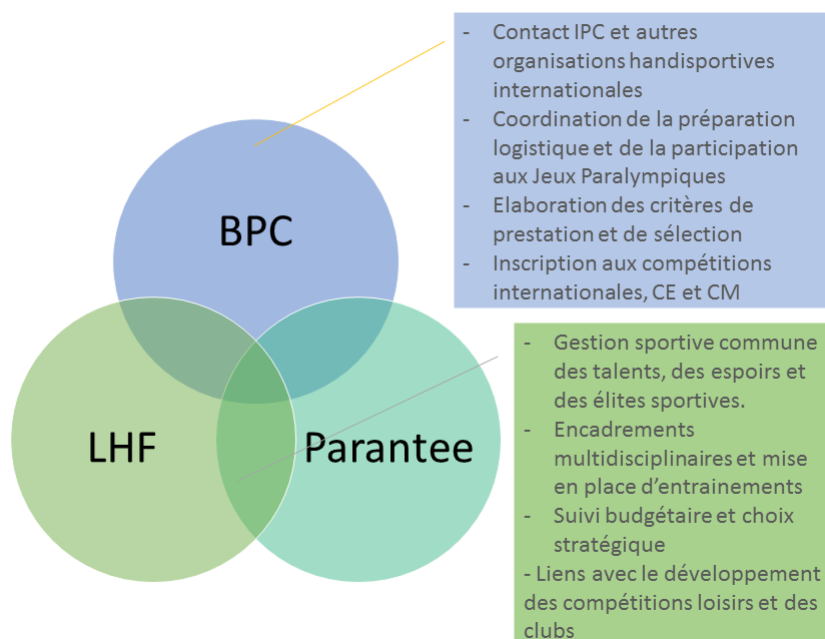 - Contact IPC et autres
organisations handisportives
internationales
- Coordination de la préparation
logistique et de la participation
aux Jeux Paralympiques
- Elaboration des critères de
prestation et de sélection
- Inscription aux compétitions
internationales, CE et CM
BPC
LHF
Parantee
- Gestion sportive commune
des talents, des espoirs et
des élites sportives.
- Encadrements
multidisciplinaires et mise
en place d’entrainements
- Suivi budgétaire et choix
stratégique
- Liens avec le développement
des compétitions loisirs et des
clubs